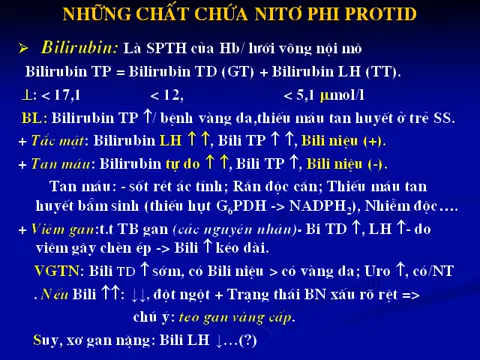 NHỮNG CHẤT CHỨA NITƠ PHI PROTID
➢ Bilirubin: Là SPTH của Hb/ lưới võng nội mô
Bilirubin TP = Bilirubin TD (GT) + Bilirubin LH (TT).
⊥: < 17,1 < 12, < 5,1 μmol/l
BL: Bilirubin TP ↑/ bệnh vàng da,thiếu máu tan huyết ở trẻ SS.
+ Tắc mật: Bilirubin LH ↑ ↑, Bili TP ↑ ↑, Bili niệu (+).
+ Tan máu: Bilirubin tự do ↑ ↑, Bili TP ↑, Bili niệu (-).
Tan máu: - sốt rét ác tính; Rắn độc cắn; Thiếu máu tan
huyết bẩm sinh (thiếu hụt G₆PDH -> NADPH₂), Nhiễm độc….
+ Viêm gan:t.t TB gan (các nguyên nhân)- Bi TD ↑, LH ↑- do
viêm gây chèn ép -> Bili ↑ kéo dài.
VGTN: Bili TD ↑ sớm, có Bili niệu > có vàng da; Uro ↑, có/NT
. Nếu Bili ↑↑: ↓↓, đột ngột + Trạng thái BN xấu rõ rệt =>
chú ý: teo gan vàng cấp.
Suy, xơ gan nặng: Bili LH ↓…(?)